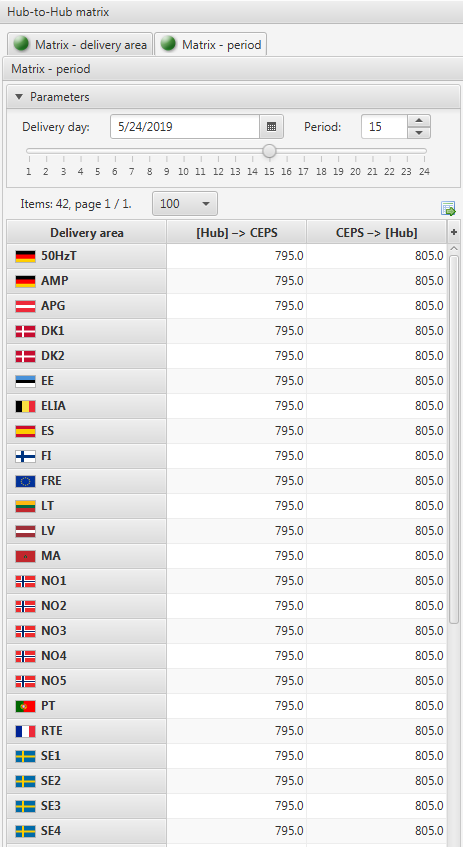 Hub-to-Hub matrix
Matrix - delivery area Matrix - period
Matrix - period
Parameters
Delivery day: 5/24/2019 Period: 15
1 2 3 4 5 6 7 8 9 10 11 12 13 14 15 16 17 18 19 20 21 22 23 24
Items: 42, page 1 / 1. 100
Delivery area [Hub] –> CEPS CEPS –> [Hub] +
50HzT 795.0 805.0
AMP 795.0 805.0
APG 795.0 805.0
DK1 795.0 805.0
DK2 795.0 805.0
EE 795.0 805.0
ELIA 795.0 805.0
ES 795.0 805.0
FI 795.0 805.0
FRE 795.0 805.0
LT 795.0 805.0
LV 795.0 805.0
MA 795.0 805.0
NO1 795.0 805.0
NO2 795.0 805.0
NO3 795.0 805.0
NO4 795.0 805.0
NO5 795.0 805.0
PT 795.0 805.0
RTE 795.0 805.0
SE1 795.0 805.0
SE2 795.0 805.0
SE3 795.0 805.0
SE4 795.0 805.0